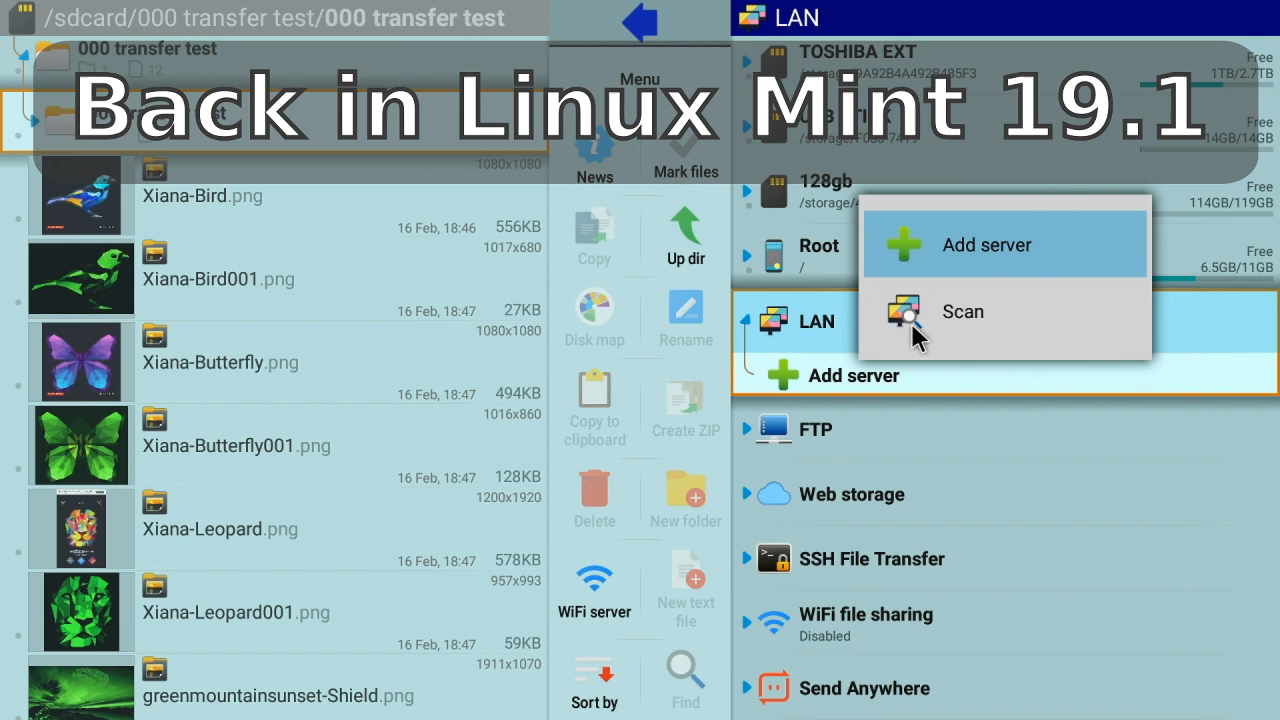 /sdcard/000 transfer test/000 transfer test
000 transfer test
1
12
Back in Linux Mint 19.1
1080x1080
Xiana-Bird.png
16 Feb, 18:46 556KB
1017x680
Xiana-Bird001.png
16 Feb, 18:47 27KB
1080x1080
Xiana-Butterfly.png
16 Feb, 18:47 494KB
1016x860
Xiana-Butterfly001.png
16 Feb, 18:47 128KB
1200x1920
Xiana-Leopard.png
16 Feb, 18:47 578KB
957x993
Xiana-Leopard001.png
16 Feb, 18:47 59KB
1911x1070
greenmountainsunset-Shield.png
Menu
News
Mark files
Copy
Up dir
Disk map
Rename
Copy to
clipboard
Create ZIP
Delete
New folder
WiFi server
New text
file
Sort by
Find
LAN
TOSHIBA EXT
Free
1TB/2.7TB
Free
14GB/14GB
128gb
/storage/
Free
114GB/119GB
Root
/
Free
6.5GB/11GB
Add server
Scan
LAN
Add server
FTP
Web storage
SSH File Transfer
WiFi file sharing
Disabled
Send Anywhere